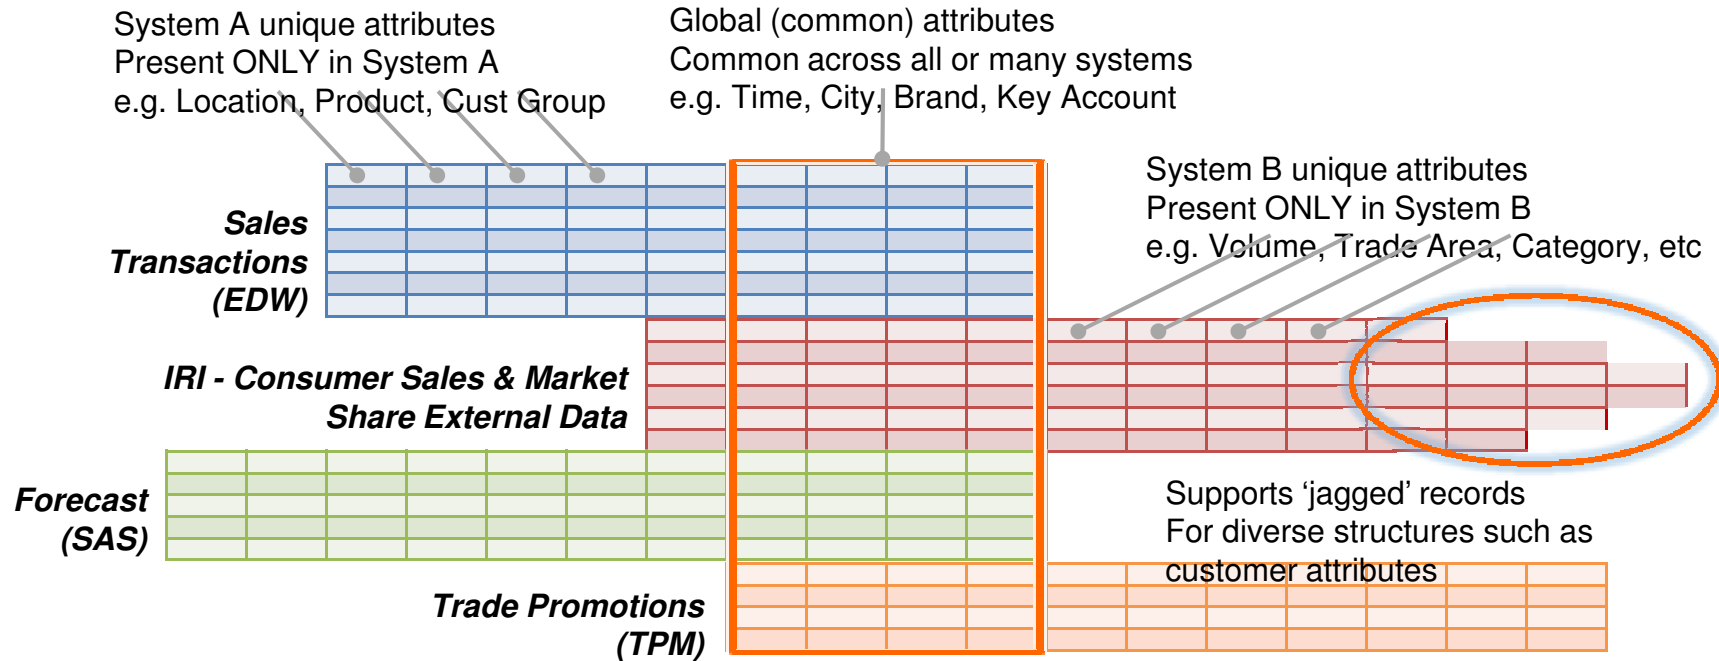 System A unique attributes
Present ONLY in System A
e.g. Location, Product, Cust Group
Global (common) attributes
Common across all or many systems
e.g. Time, City, Brand, Key Account
System B unique attributes
Present ONLY in System B
e.g. Volume, Trade Area, Category, etc
Sales
Transactions
(EDW)
IRI - Consumer Sales & Market
Share External Data
Forecast
(SAS)
Supports ‘jagged’ records
For diverse structures such as
customer attributes
Trade Promotions
(TPM)